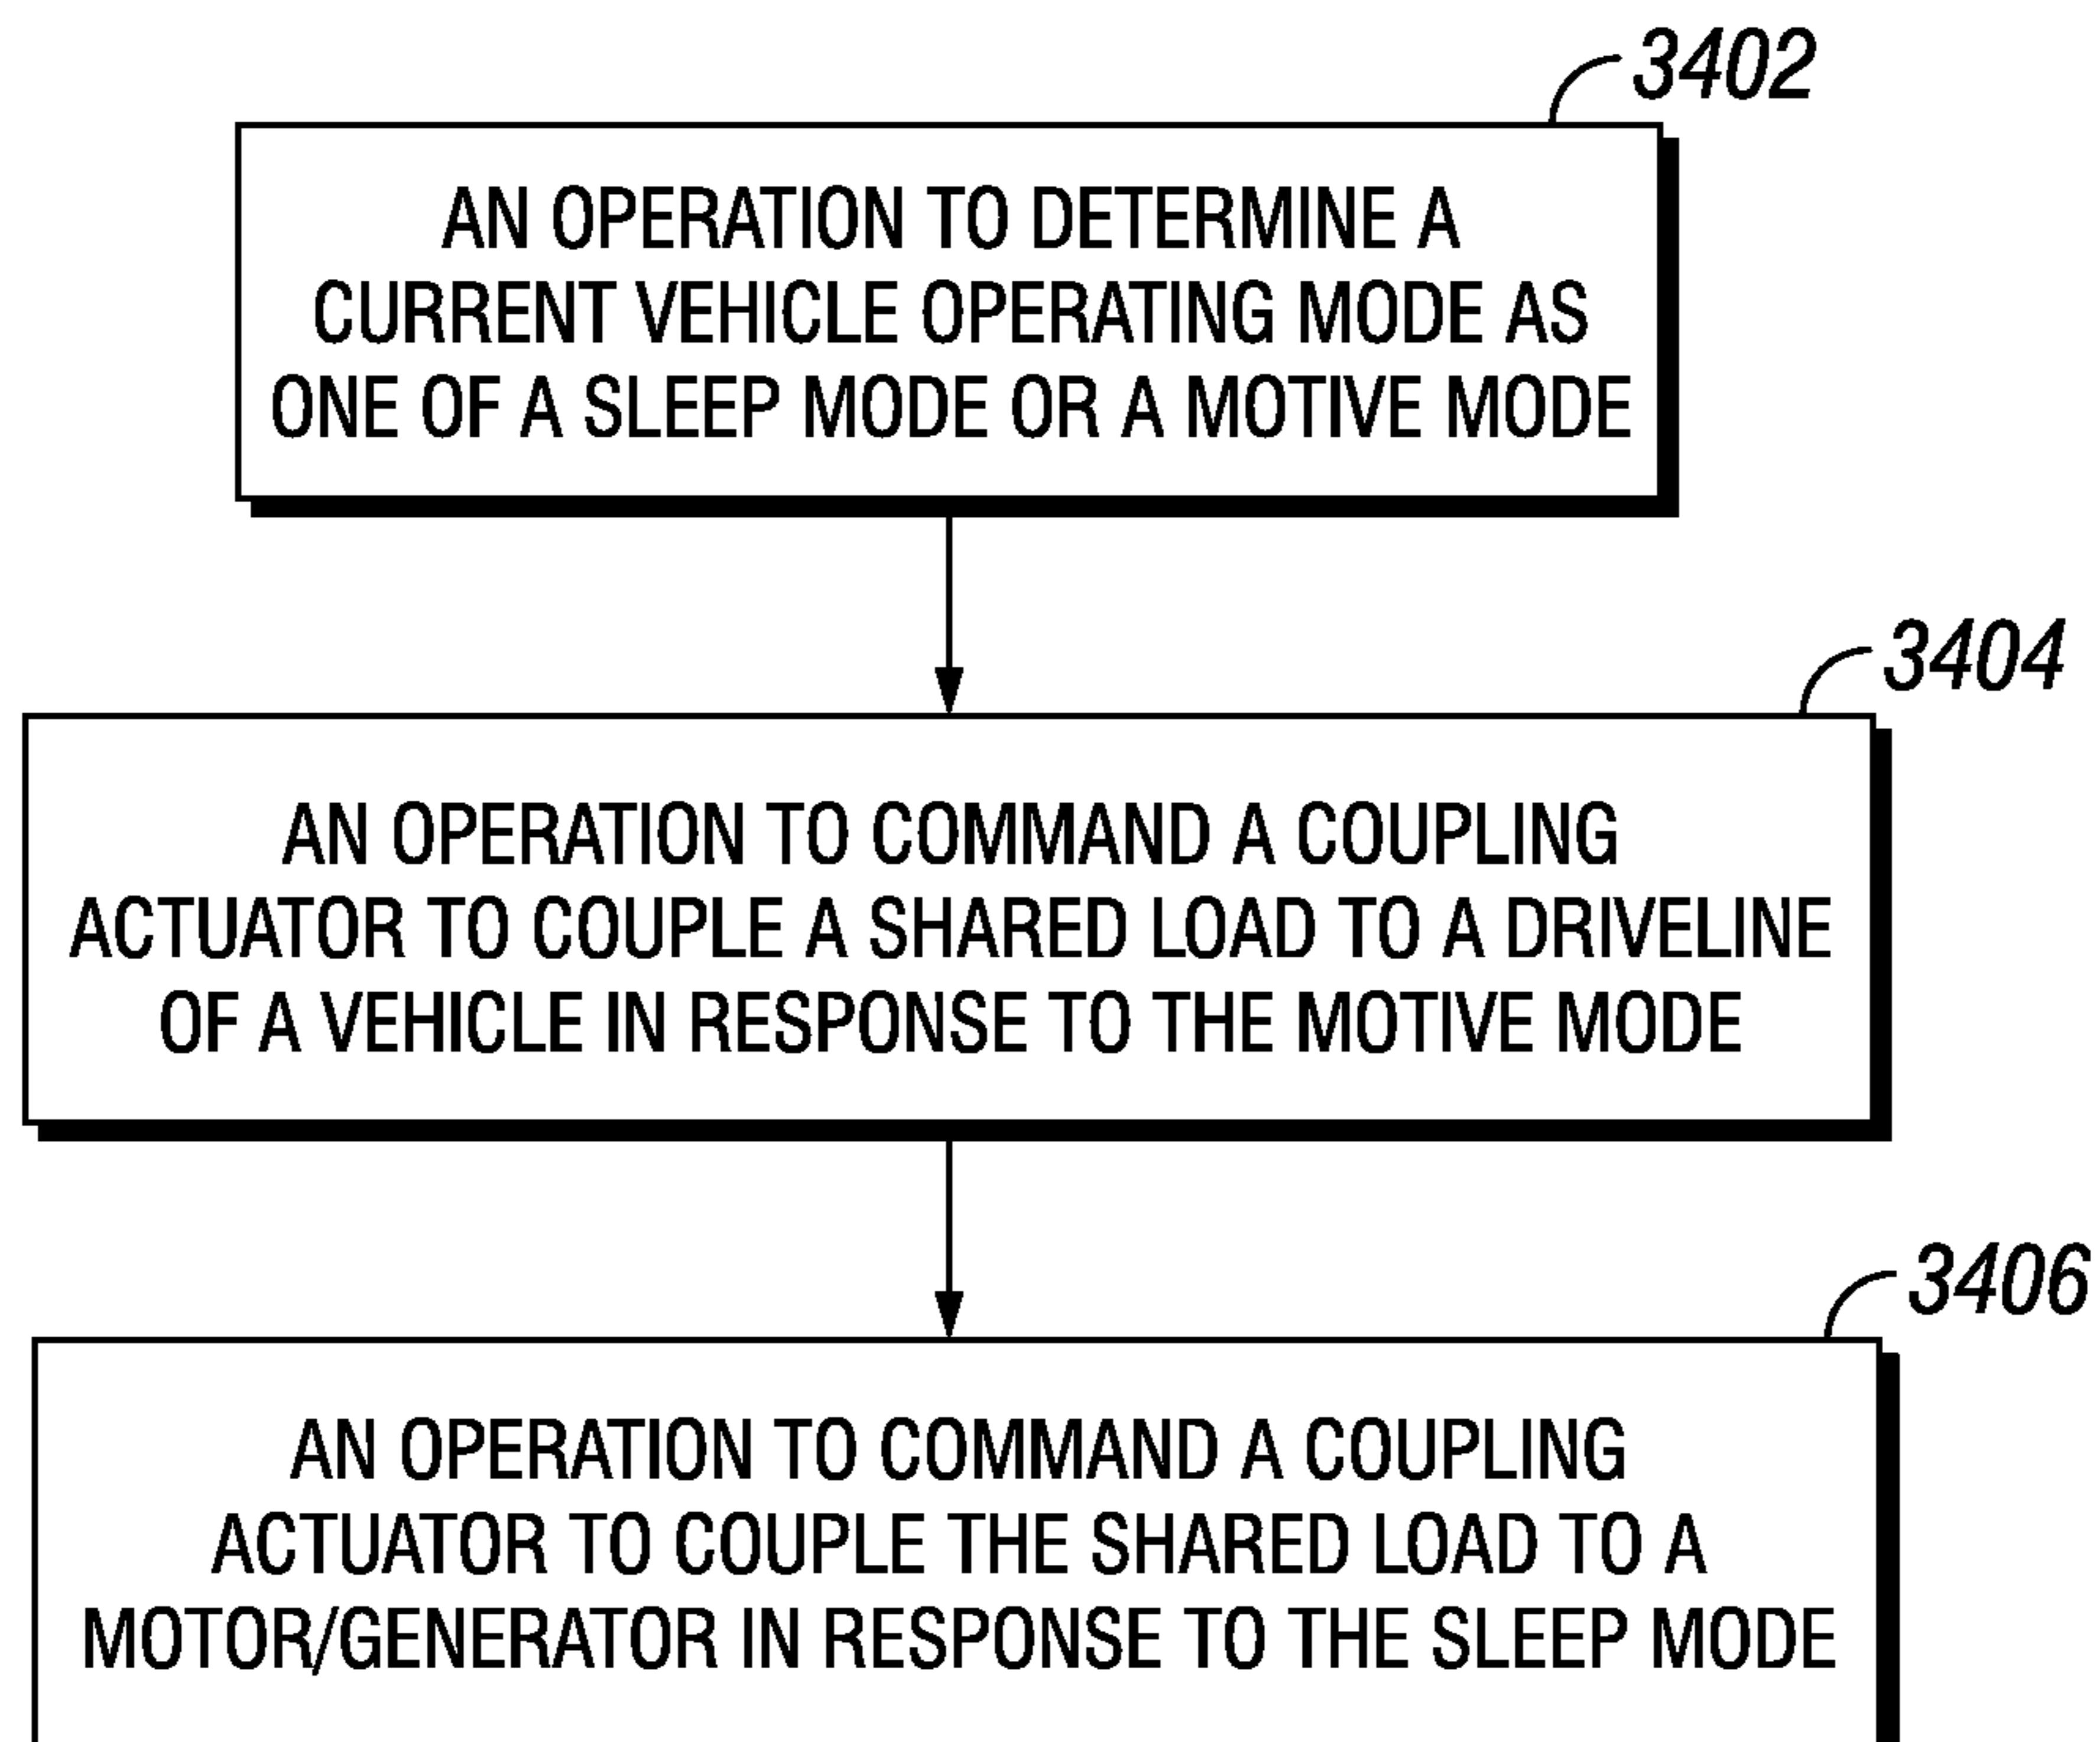 3402
AN OPERATION TO DETERMINE A
CURRENT VEHICLE OPERATING MODE AS
ONE OF A SLEEP MODE OR A MOTIVE MODE
3404
AN OPERATION TO COMMAND A COUPLING
ACTUATOR TO COUPLE A SHARED LOAD TO A DRIVELINE
OF A VEHICLE IN RESPONSE TO THE MOTIVE MODE
3406
AN OPERATION TO COMMAND A COUPLING
ACTUATOR TO COUPLE THE SHARED LOAD TO A
MOTOR/GENERATOR IN RESPONSE TO THE SLEEP MODE